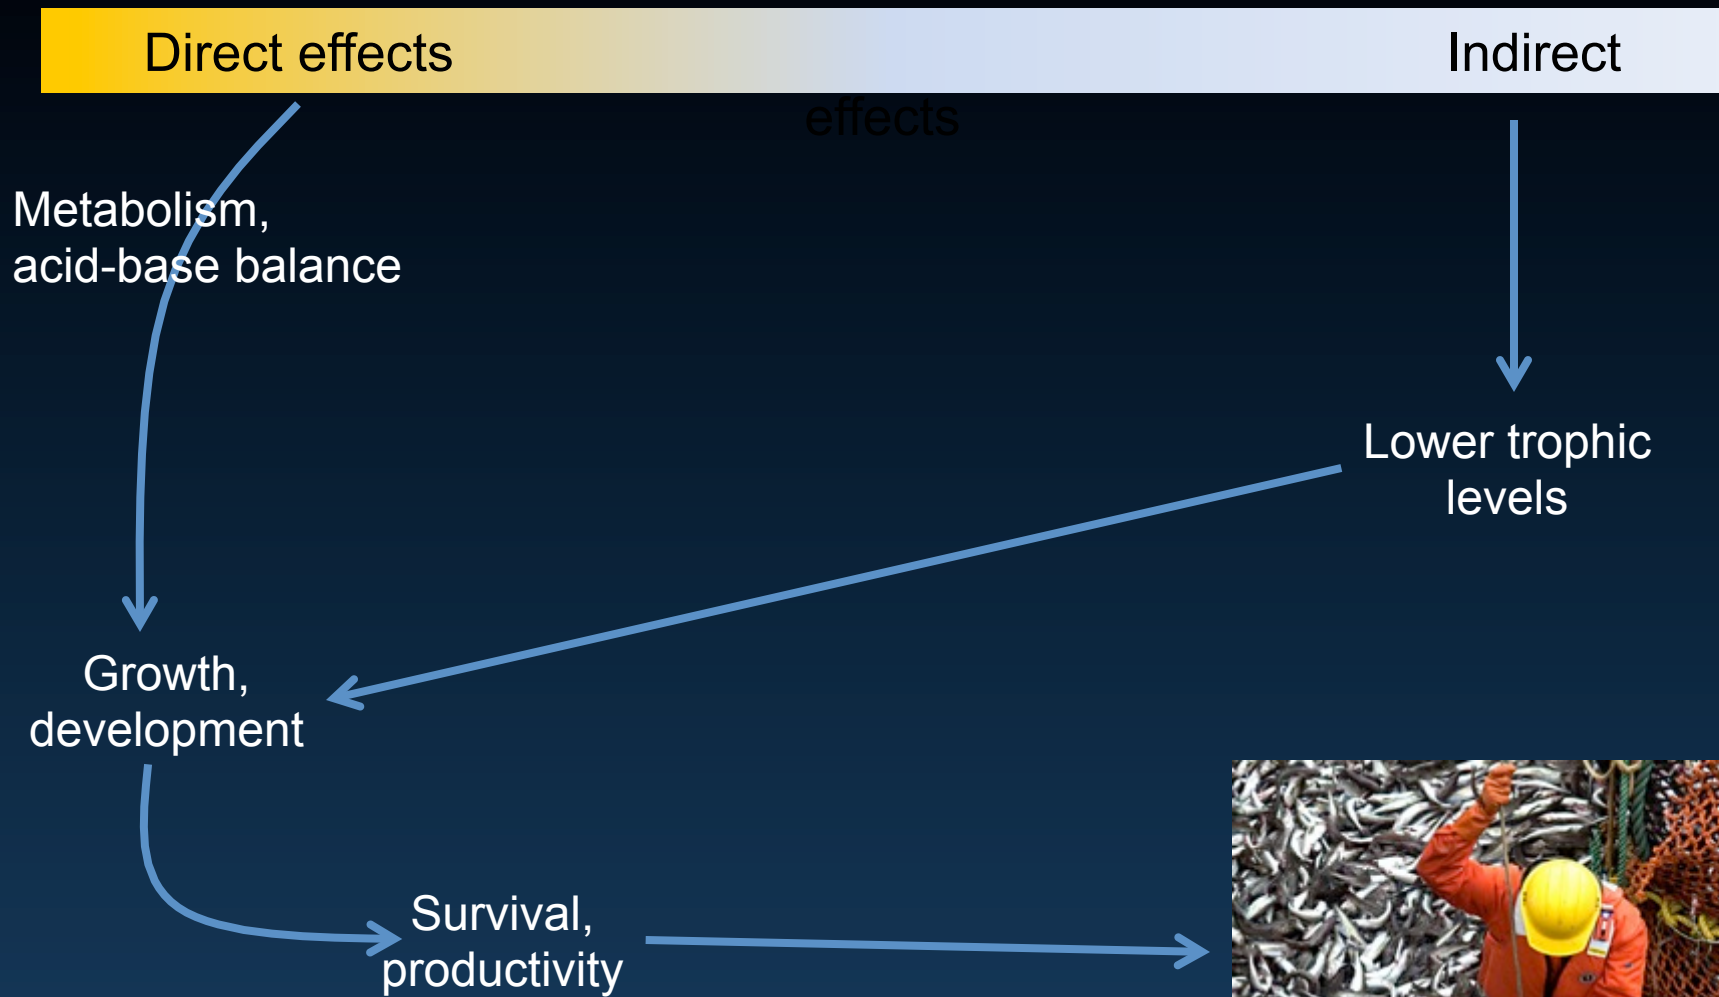 Direct effects Indirect
effects
Metabolism,
acid-base balance
Lower trophic
levels
Growth,
development
Survival,
productivity